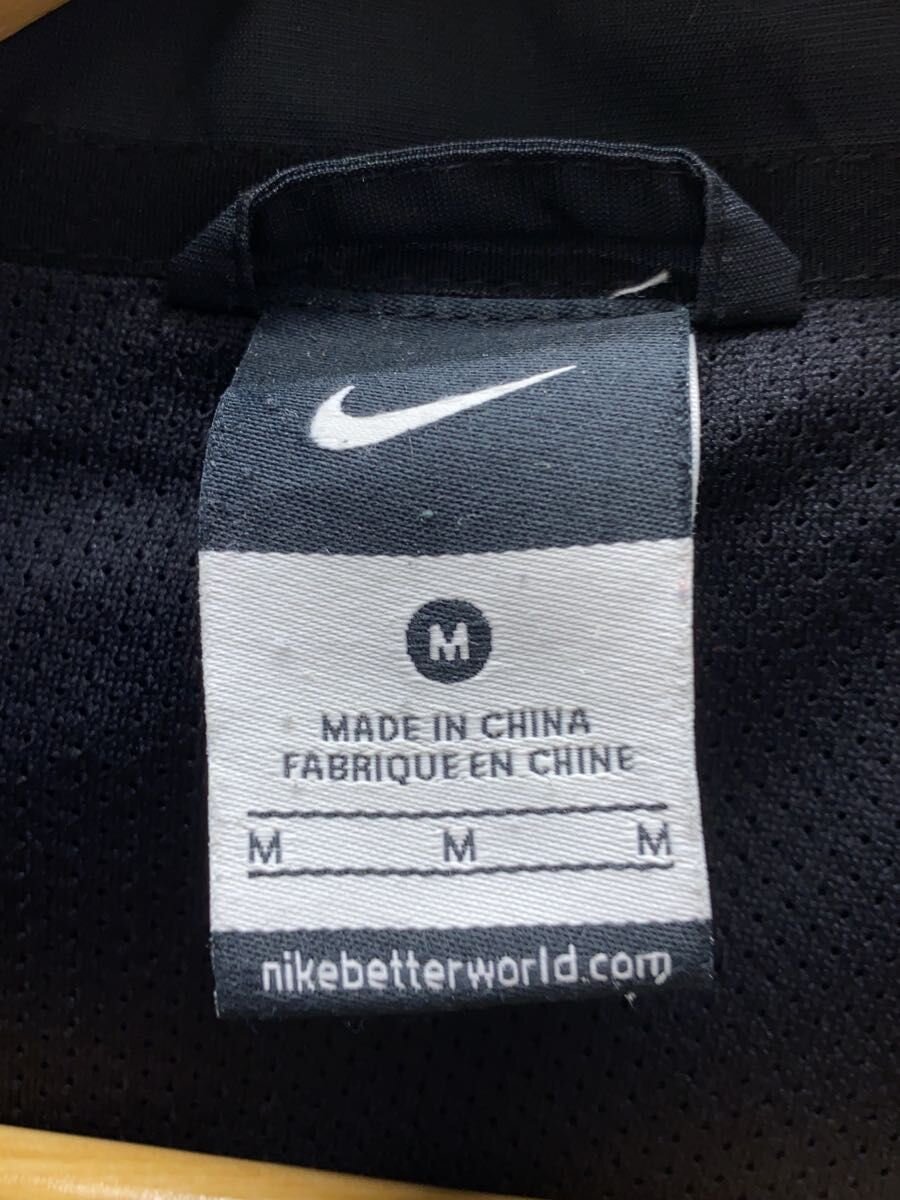 M
MADE IN CHINA
FABRIQUE EN CHINE
M M M
nikebetterworld.com